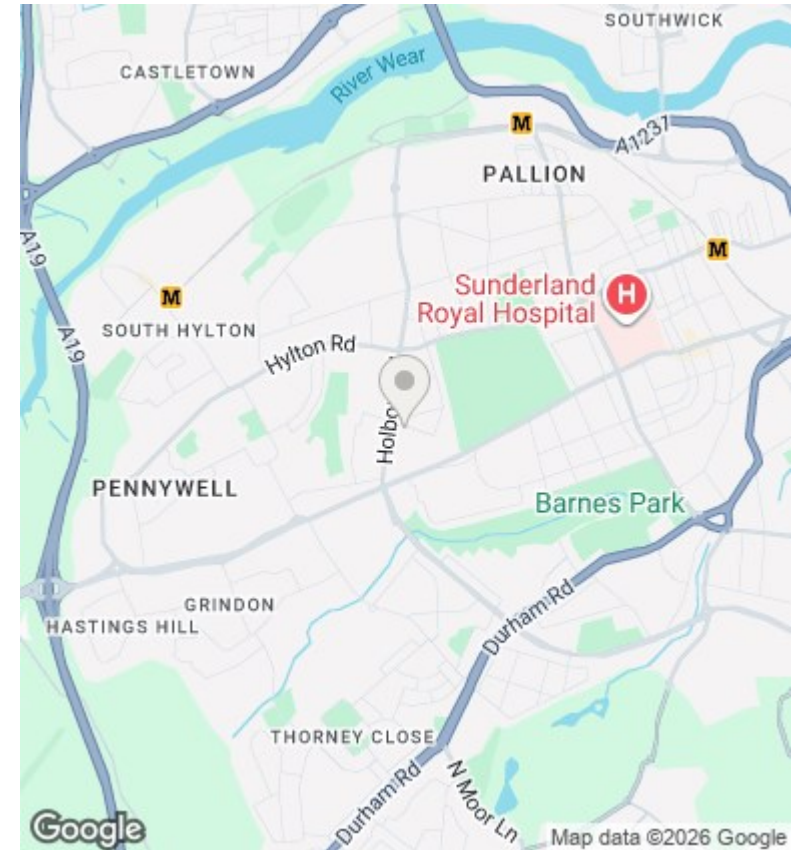 SOUTHWICK
CASTLETOWN
River Wear
M
A1231
PALLION
M
A19
M
Sunderland
Royal Hospital
H
SOUTH HYLTON
A19
Hylton Rd
PENNYWELL
Barnes Park
GRINDON
HASTINGS HILL
Durham Rd
THORNEY CLOSE
Durham Rd
N Moor Ln
Google
Map data ©2026 Google